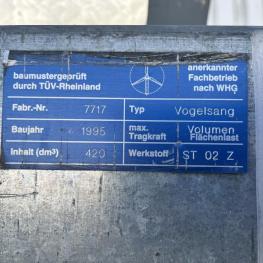 baumustergeprüft
durch TÜV-Rheinland
anerkannter
Fachbetrieb
nach WHG
Fabr.-Nr. 7717 Typ Vogelsang
Baujahr 1995 max. Tragkraft Volumen Flächenlast
Inhalt (dm³) 420 Werkstoff ST 02 Z